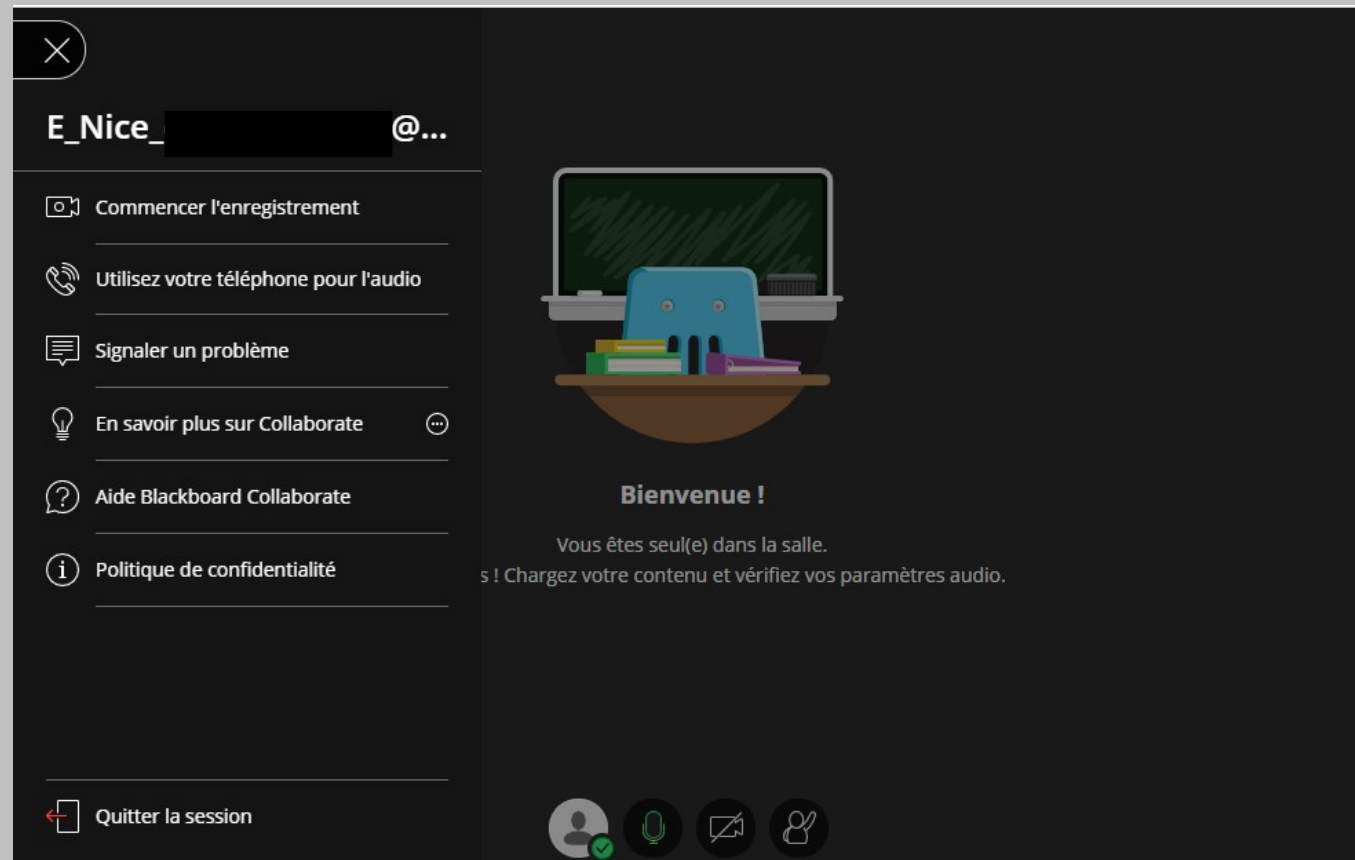 E_Nice_ @...
Commencer l'enregistrement
Utilisez votre téléphone pour l'audio
Signaler un problème
En savoir plus sur Collaborate
Aide Blackboard Collaborate
Politique de confidentialité
Quitter la session
Bienvenue !
Vous êtes seul(e) dans la salle.
s ! Chargez votre contenu et vérifiez vos paramètres audio.